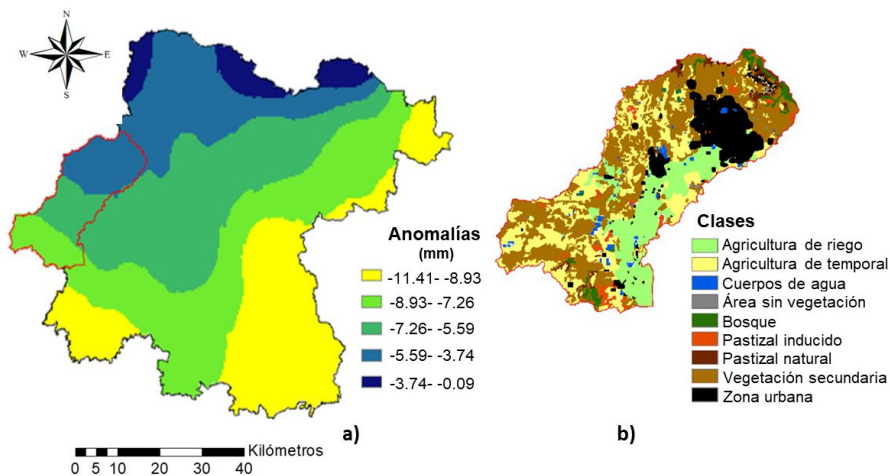 N
W E
S
Anomalías
(mm)
-11.41- -8.93
-8.93- -7.26
-7.26- -5.59
-5.59- -3.74
-3.74- -0.09
Kilómetros
0 5 10 20 30 40
a)
Clases
Agricultura de riego
Agricultura de temporal
Cuerpos de agua
Área sin vegetación
Bosque
Pastizal inducido
Pastizal natural
Vegetación secundaria
Zona urbana
b)